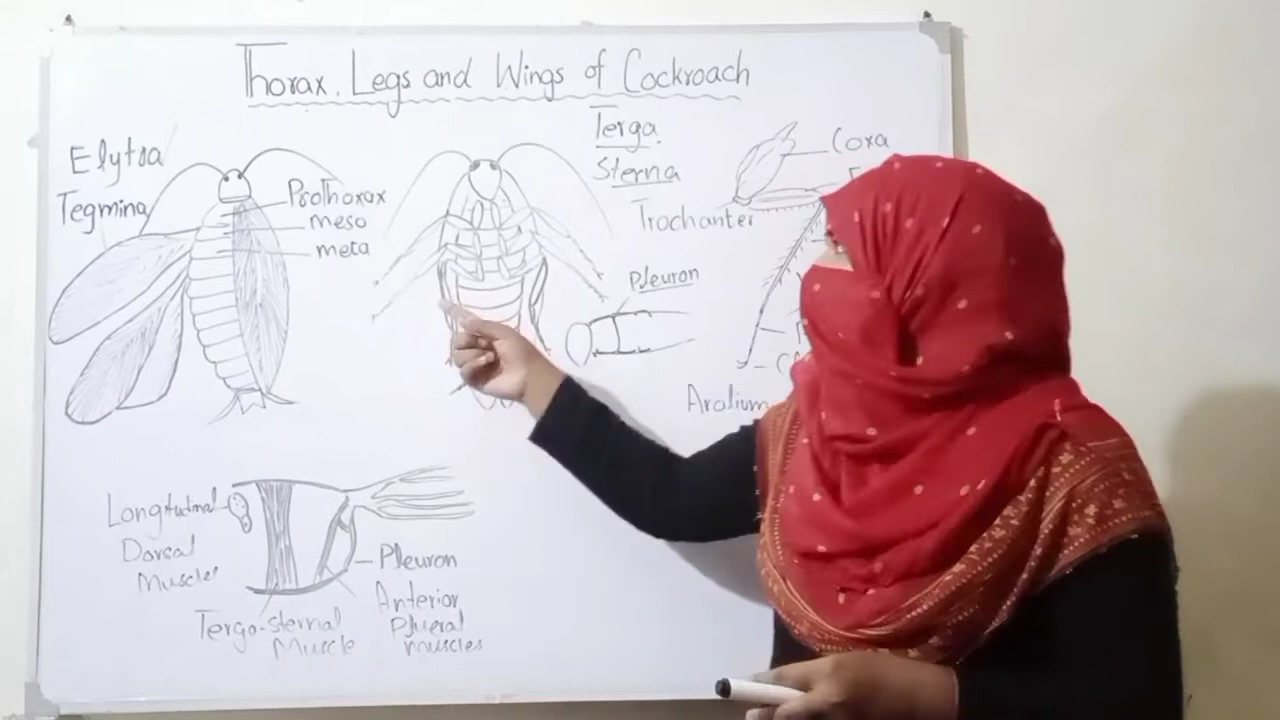 Thorax. Legs and Wings of Cockroach
Elytra
Tegmina
Prothorax
meso
meta
Terga
Sterna
Trochanter
Coxa
Pleuron
Arolium
Longitudinal
Dorsal
Muscles
Tergo-sternal
Muscle
Pleuron
Anterior
Plueral
muscles